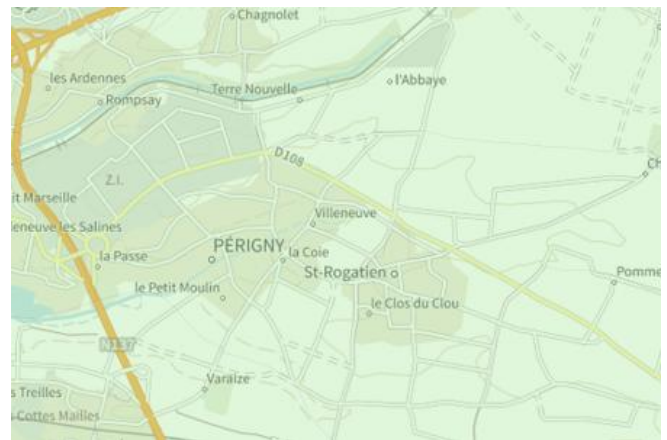 Chagnolet
les Ardennes
l'Abbaye
Terre Nouvelle
Rompsay
D108
Z.I.
it Marseille
Villeneuve
leneuve les Salines
PÉRIGNY
la Coie
la Passe
St-Rogatien
Pomme
le Petit Moulin
le Clos du Clou
N137
Varaize
s Treilles
Cottes Mailles